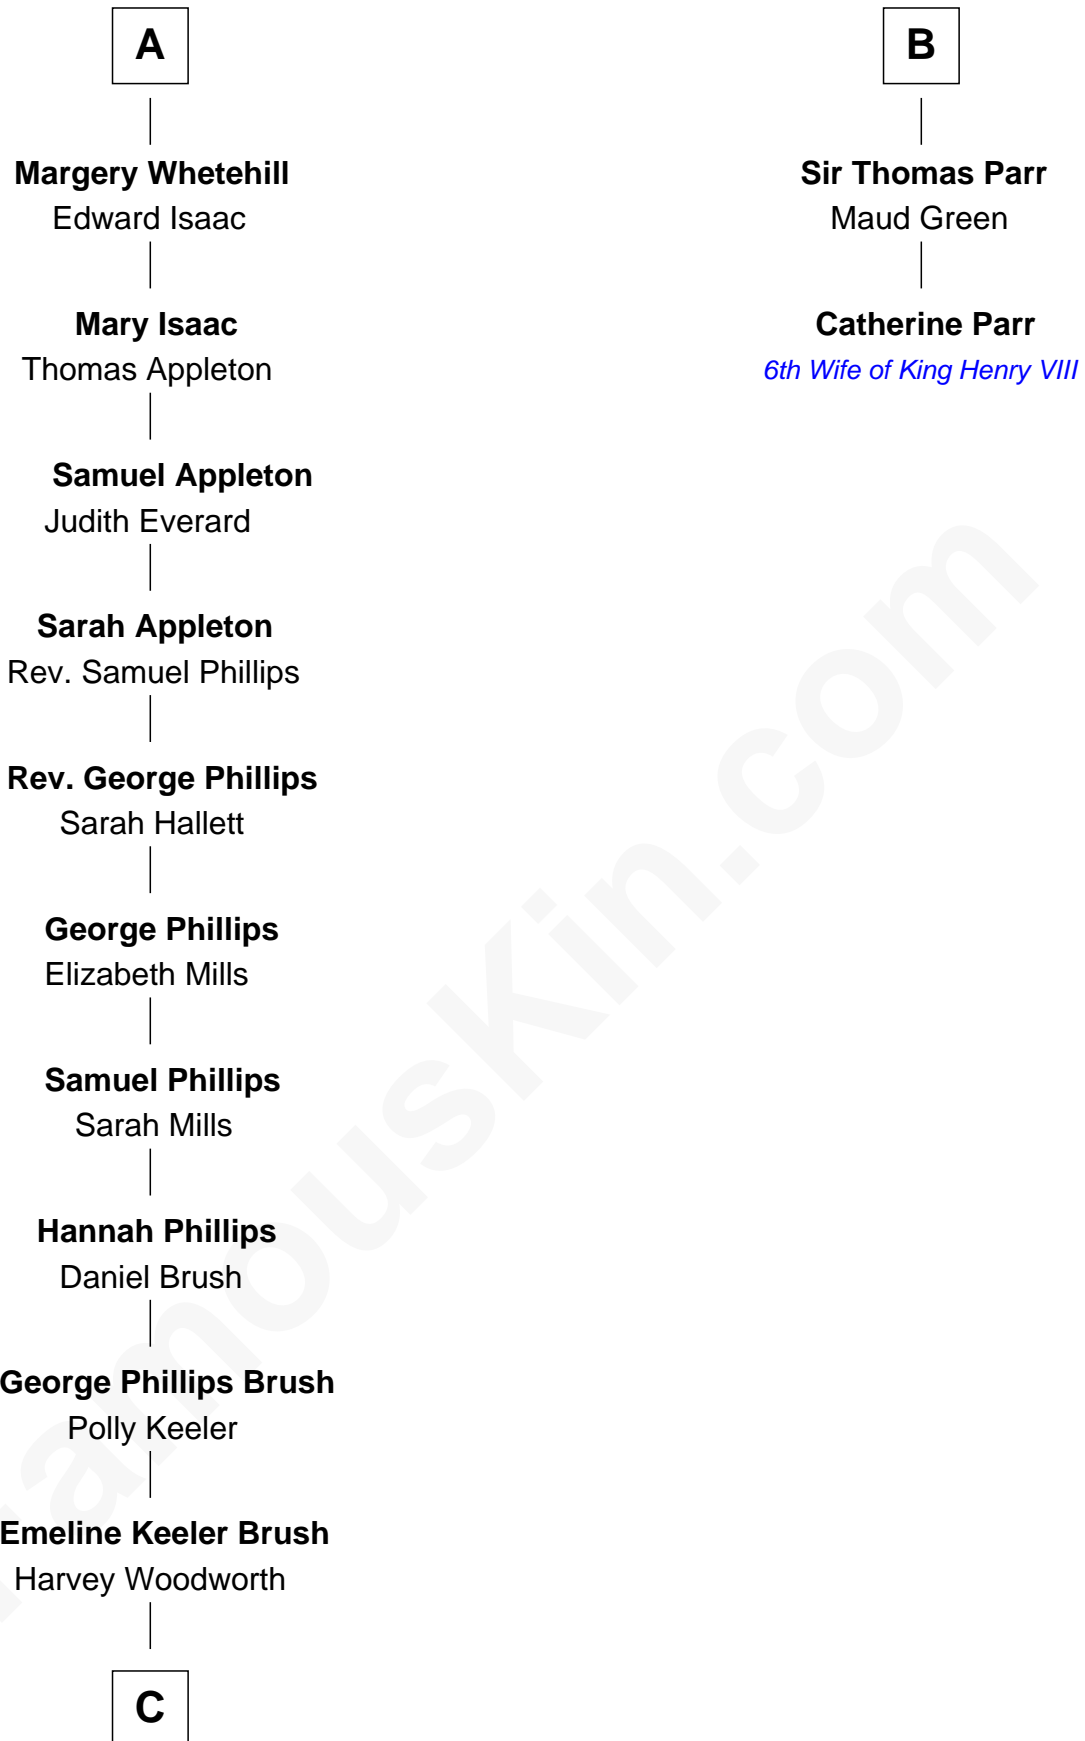 A
Margery Whetehill
Edward Isaac
Mary Isaac
Thomas Appleton
Samuel Appleton
Judith Everard
Sarah Appleton
Rev. Samuel Phillips
Rev. George Phillips
Sarah Hallett
George Phillips
Elizabeth Mills
Samuel Phillips
Sarah Mills
Hannah Phillips
Daniel Brush
George Phillips Brush
Polly Keeler
Emeline Keeler Brush
Harvey Woodworth
C
B
Sir Thomas Parr
Maud Green
Catherine Parr
6th Wife of King Henry VIII
FamousKin.com